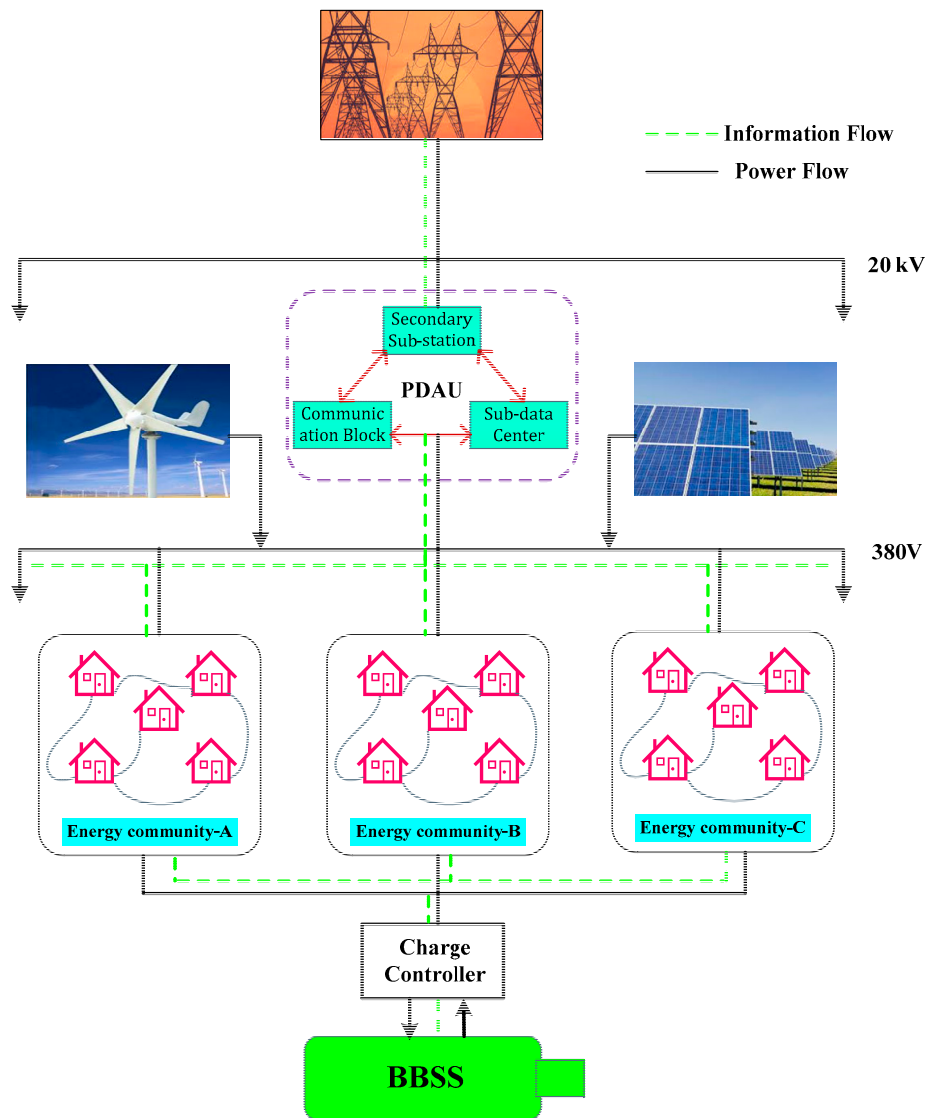 Information Flow
Power Flow
20 kV
Secondary
Sub-station
PDAU
Communic
ation Block
Sub-data
Center
380V
Energy community-A
Energy community-B
Energy community-C
Charge
Controller
BBSS